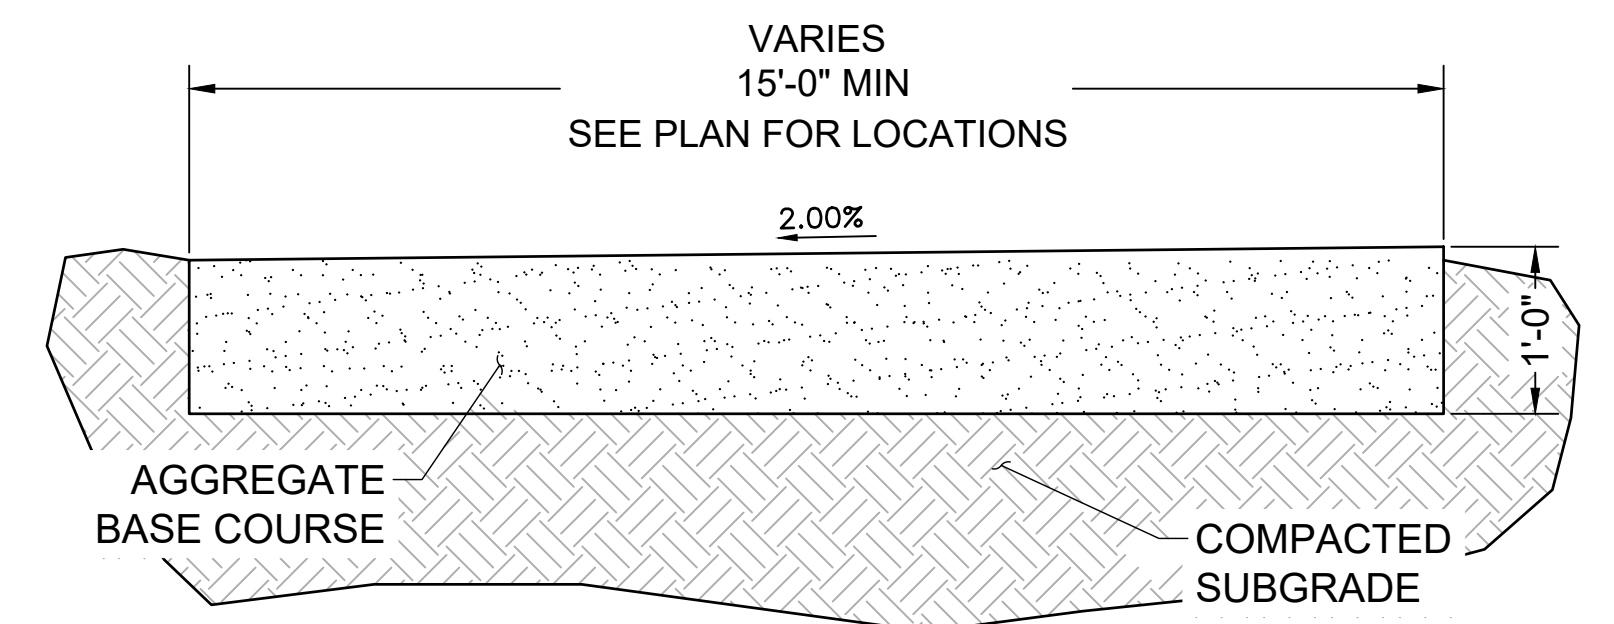 VARIES
15'-0" MIN
SEE PLAN FOR LOCATIONS
2.00%
1'-0"
AGGREGATE
BASE COURSE
COMPACTED
SUBGRADE